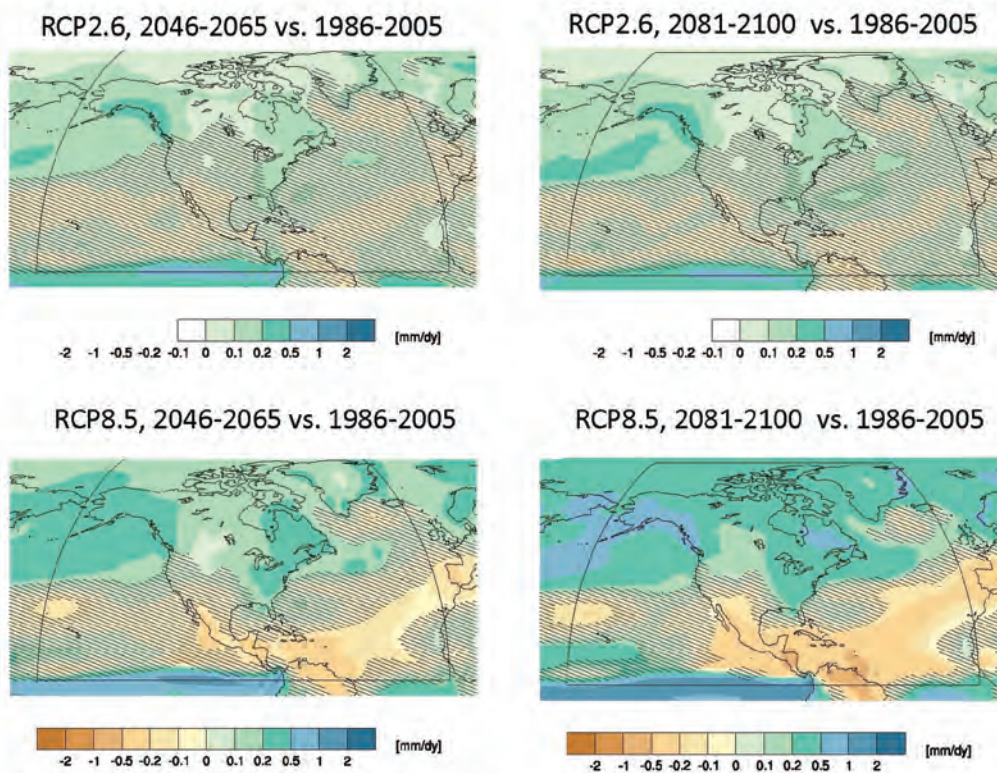 RCP2.6, 2046-2065 vs. 1986-2005
RCP2.6, 2081-2100 vs. 1986-2005
[mm/dy]
-2 -1 -0.5 -0.2 -0.1 0 0.1 0.2 0.5 1 2
[mm/dy]
-2 -1 -0.5 -0.2 -0.1 0 0.1 0.2 0.5 1 2
RCP8.5, 2046-2065 vs. 1986-2005
RCP8.5, 2081-2100 vs. 1986-2005
[mm/dy]
-2 -1 -0.5 -0.2 -0.1 0 0.1 0.2 0.5 1 2
[mm/dy]
-2 -1 -0.5 -0.2 -0.1 0 0.1 0.2 0.5 1 2